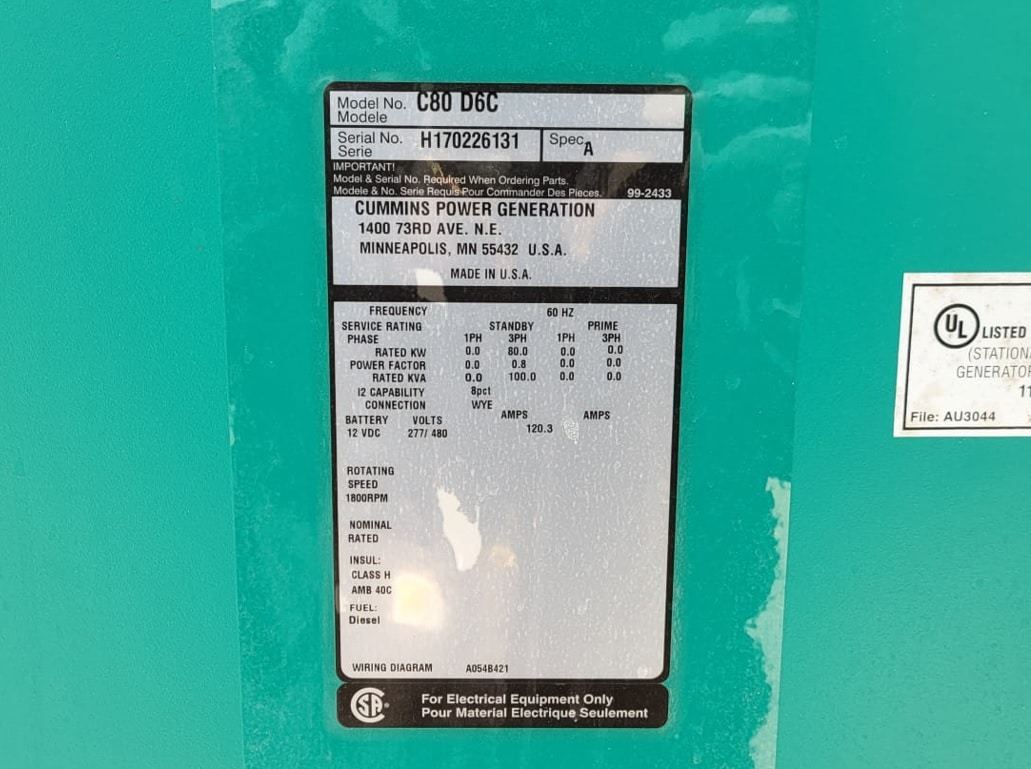 Model No. C80 D6C
Modele
Serial No. H170226131 Spec. A
Serie
IMPORTANT!
Model & Serial No. Required When Ordering Parts.
Modele & No. Serie Requis Pour Commander Des Pieces. 99-2433
CUMMINS POWER GENERATION
1400 73RD AVE. N.E.
MINNEAPOLIS, MN 55432 U.S.A.
MADE IN U.S.A.
FREQUENCY 60 HZ
SERVICE RATING STANDBY PRIME
PHASE 1PH 3PH 1PH 3PH
RATED KW 0.0 80.0 0.0 0.0
POWER FACTOR 0.0 0.8 0.0 0.0
RATED KVA 0.0 100.0 0.0 0.0
I2 CAPABILITY 8pct
CONNECTION WYE
BATTERY VOLTS AMPS AMPS
12 VDC 277/ 480 120.3
ROTATING
SPEED
1800RPM
NOMINAL
RATED
INSUL:
CLASS H
AMB 40C
FUEL:
Diesel
WIRING DIAGRAM A054B421
SA
For Electrical Equipment Only
Pour Material Electrique Seulement
UL LISTED
(STATION
GENERATOR
11
File: AU3044